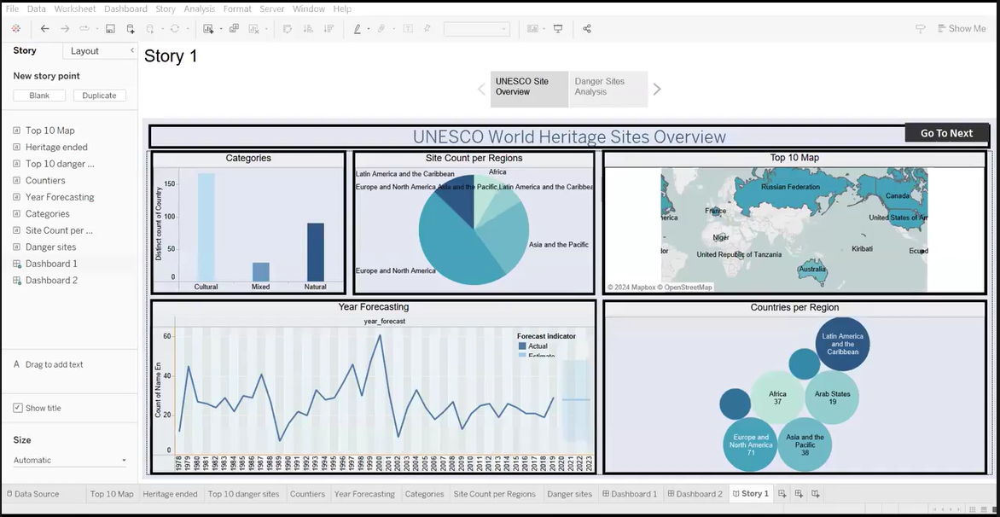 File Data Worksheet Dashboard Story Analysis Format Server Window Help
Show Me
Story Layout
New story point
Blank Duplicate
Top 10 Map
Heritage ended
Top 10 danger ...
Countiers
Year Forecasting
Categories
Site Count per ...
Danger sites
Dashboard 1
Dashboard 2
A Drag to add text
Show title
Size
Automatic
Story 1
UNESCO Site
Overview
Danger Sites
Analysis
UNESCO World Heritage Sites Overview
Go To Next
Categories
Distinct count of Country
150
100
50
0
Cultural Mixed Natural
Site Count per Regions
Latin America and the Caribbean
Africa
Europe and North America,Asia and the Pacific,Latin America and the Caribbea
Asia and the Pacific
Europe and North America
Top 10 Map
Russian Federation
Canada
France
erica
United States of Am
Niger
dor
United Republic of Tanzania
Kiribati
Ecuad
Australia
© 2024 Mapbox © OpenStreetMap
Year Forecasting
year_forecast
Count of Name En
60
40
20
0
Forecast indicator
Actual
Estimate
1978 1979 1980 1981 1982 1983 1984 1985 1986 1987 1988 1989 1990 1991 1992 1993 1994 1995 1996 1997 1998 1999 2000 2001 2002 2003 2004 2005 2006 2007 2008 2009 2010 2011 2012 2013 2014 2015 2016 2017 2018 2019 2020 2021 2022 2023
Countries per Region
Latin America
and the
Caribbean
Africa
37
Arab States
19
Europe and
North America
71
Asia and the
Pacific
38
Data Source Top 10 Map Heritage ended Top 10 danger sites Countiers Year Forecasting Categories Site Count per Regions Danger sites Dashboard 1 Dashboard 2 Story 1